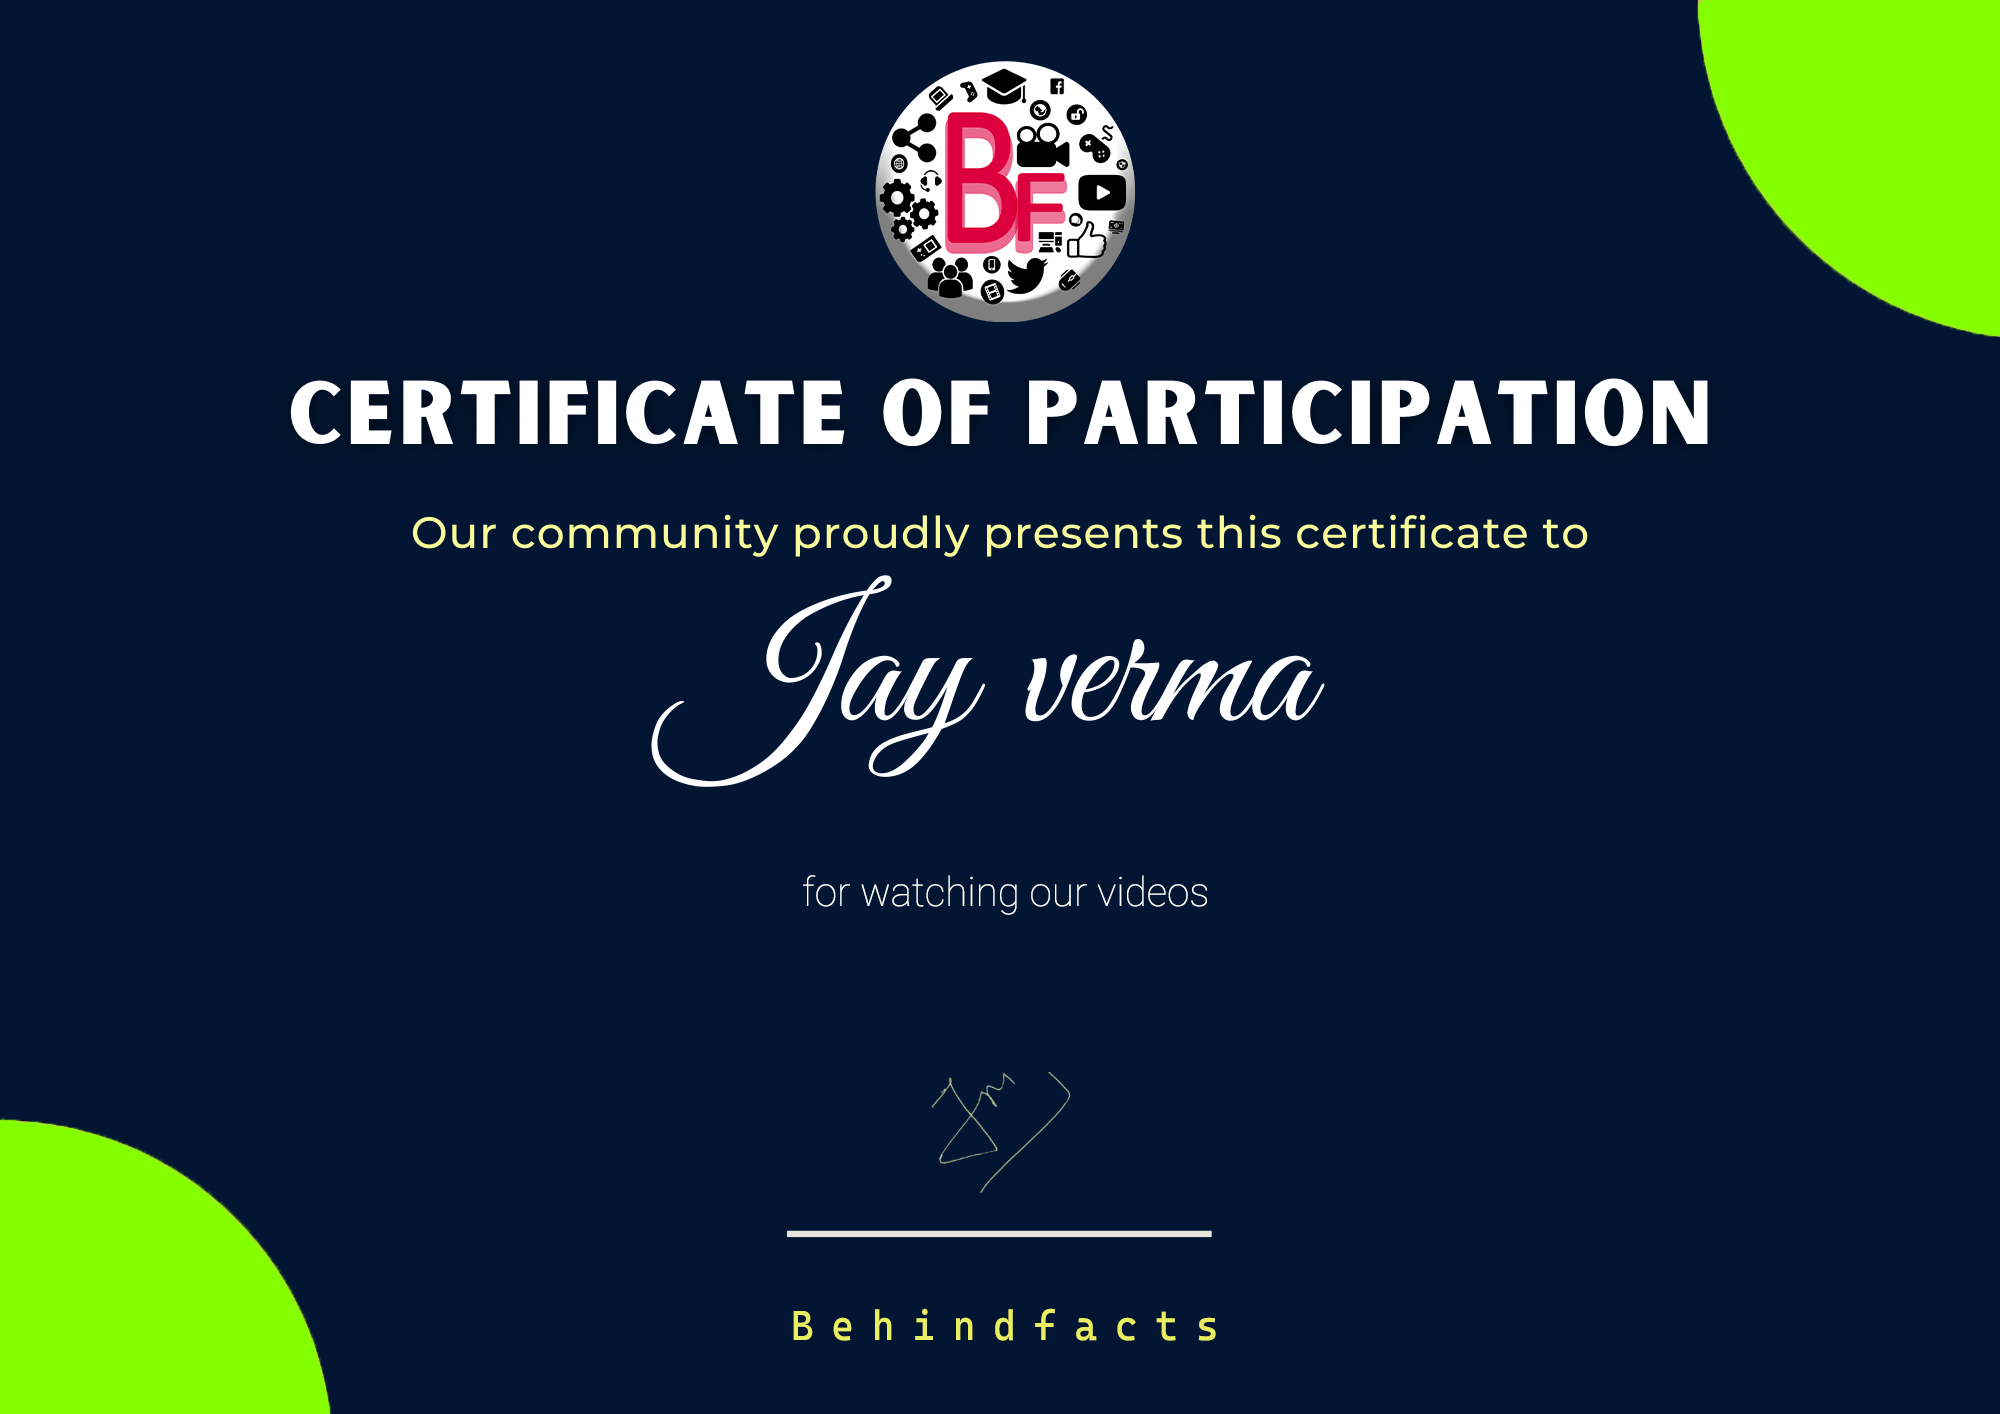 BF
CERTIFICATE OF PARTICIPATION
Our community proudly presents this certificate to
Jay verma
for watching our videos
Behindfacts